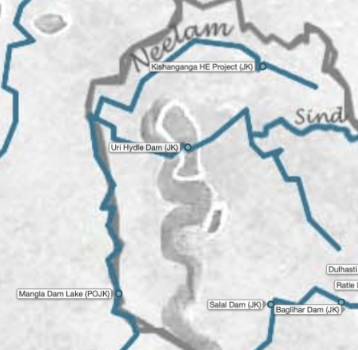 Neelam
Kishanganga HE Project (JK)
Sind
Uri Hydle Dam (JK)
Dulhasti
Ratle
Mangla Dam Lake (POJK)
Salal Dam (JK)
Baglihar Dam (JK)